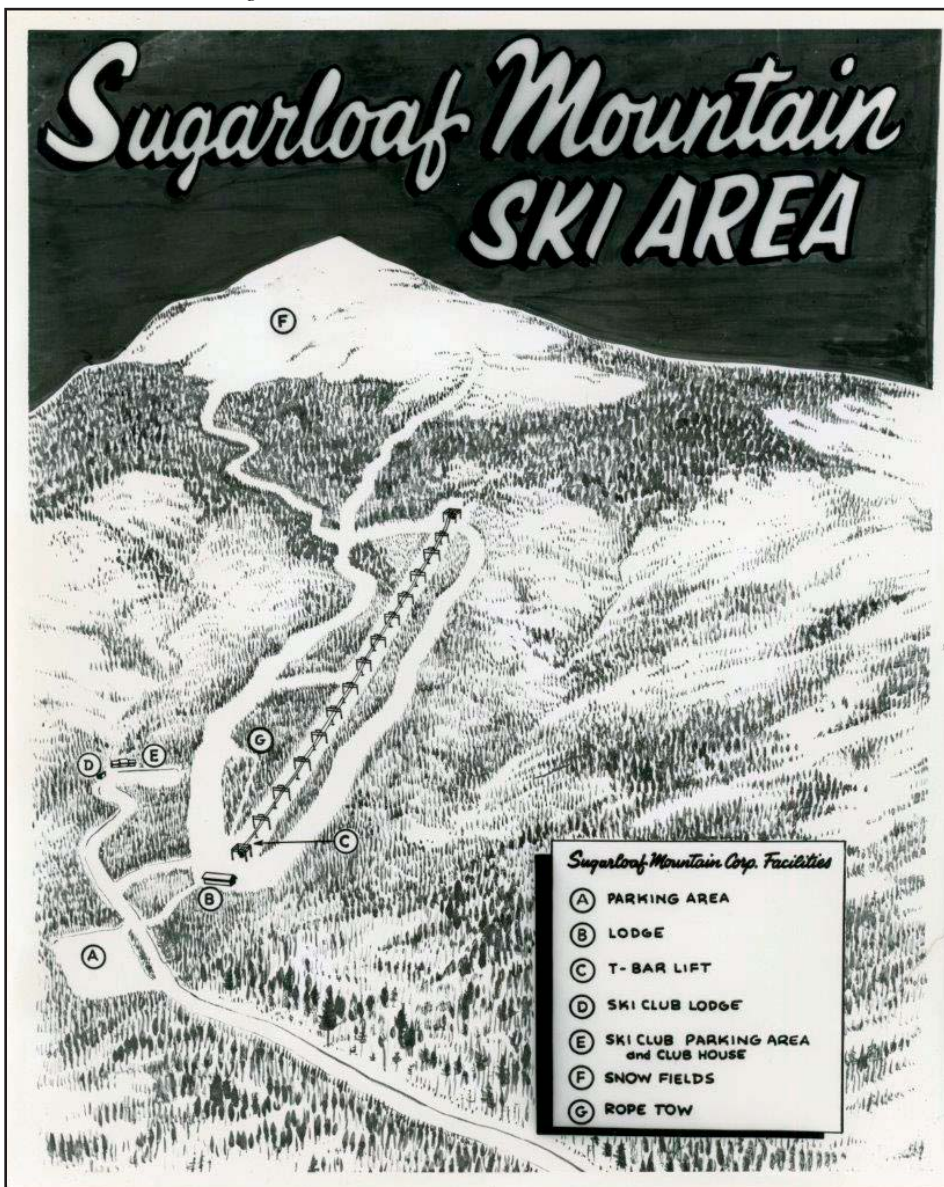 Sugarloaf Mountain
SKI AREA
F
G
D
E
C
B
A
Sugarloaf Mountain Corp. Facilities
A PARKING AREA
B LODGE
C T-BAR LIFT
D SKI CLUB LODGE
E SKI CLUB PARKING AREA
and CLUB HOUSE
F SNOW FIELDS
G ROPE TOW